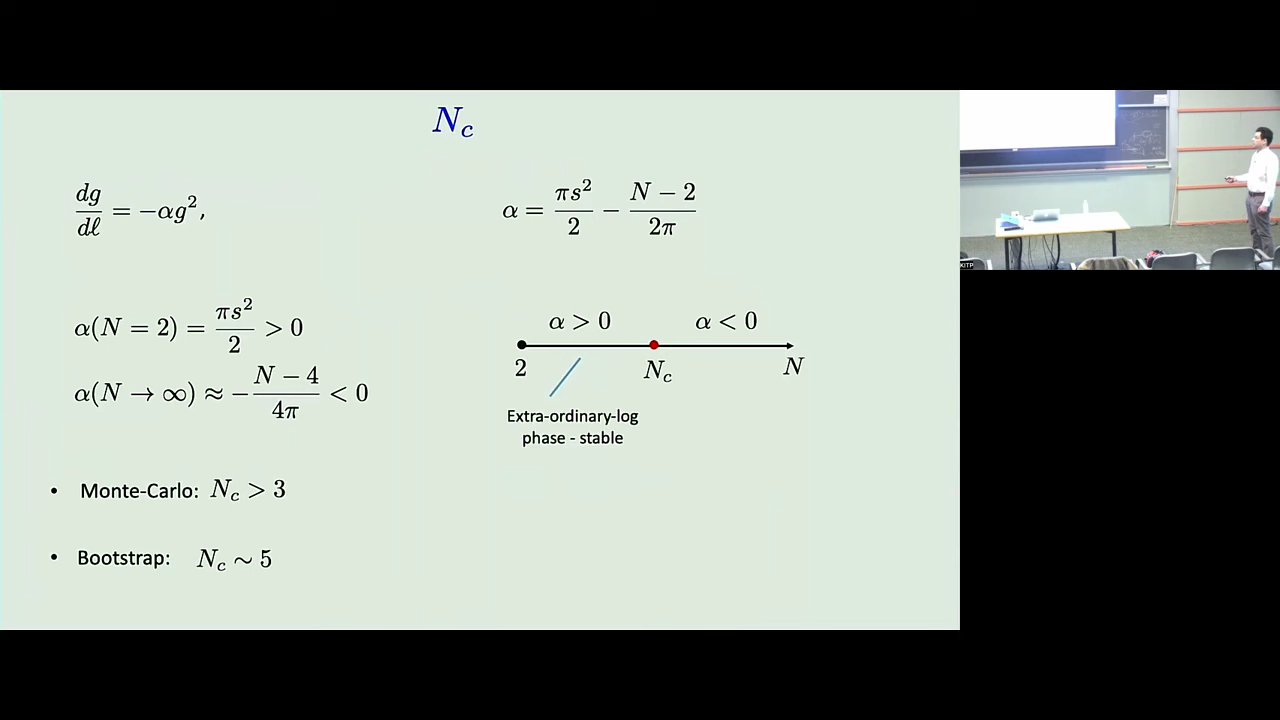 N_c
dg/dℓ = -αg²,
α = πs²/2 - (N - 2)/2π
α(N = 2) = πs²/2 > 0
α(N → ∞) ≈ -(N - 4)/4π < 0
α > 0 α < 0
2 N_c N
Extra-ordinary-log
phase - stable
• Monte-Carlo: N_c > 3
• Bootstrap: N_c ∼ 5
KITP